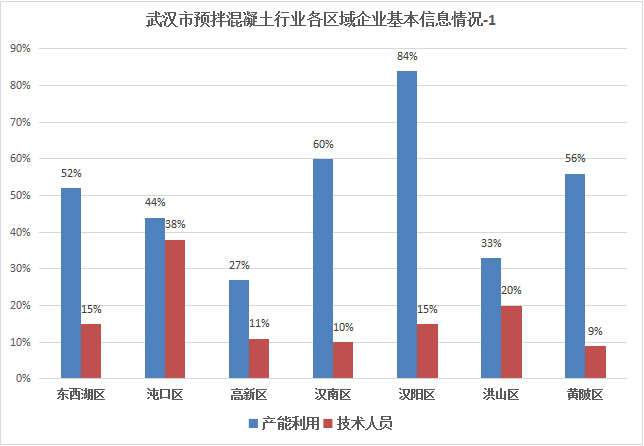 武汉市预拌混凝土行业各区域企业基本信息情况-1
90%
80%
70%
60%
50%
40%
30%
20%
10%
0%
52%
15%
44%
38%
27%
11%
60%
10%
84%
15%
33%
20%
56%
9%
东西湖区
沌口区
高新区
汉南区
汉阳区
洪山区
黄陂区
产能利用
技术人员